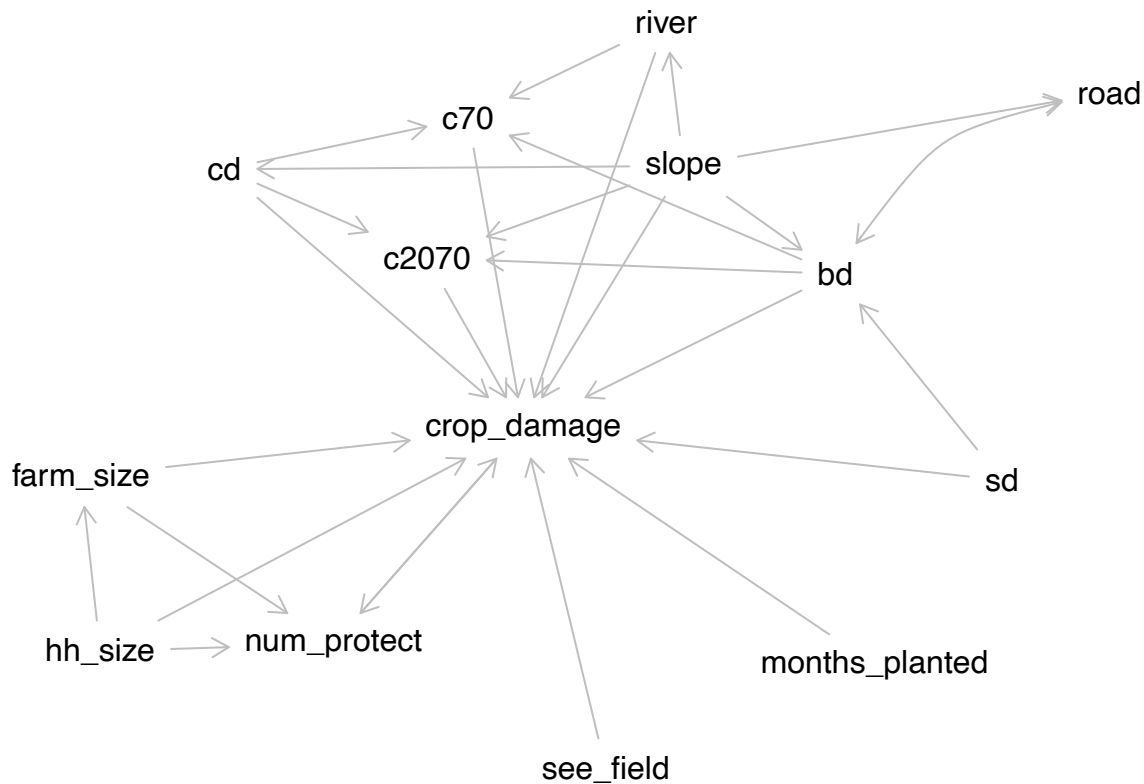 river
road
c70
slope
cd
c2070
bd
crop_damage
farm_size
sd
num_protect
hh_size
months_planted
see_field